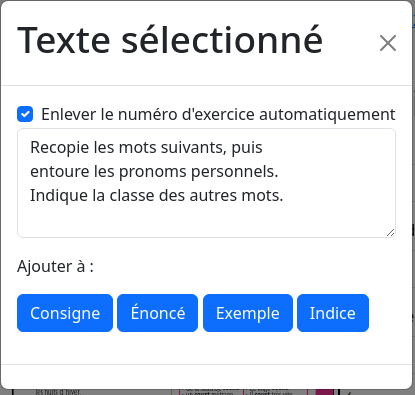 Texte sélectionné
Enlever le numéro d'exercice automatiquement
Recopie les mots suivants, puis
entoure les pronoms personnels.
Indique la classe des autres mots.
Ajouter à :
Consigne Énoncé Exemple Indice